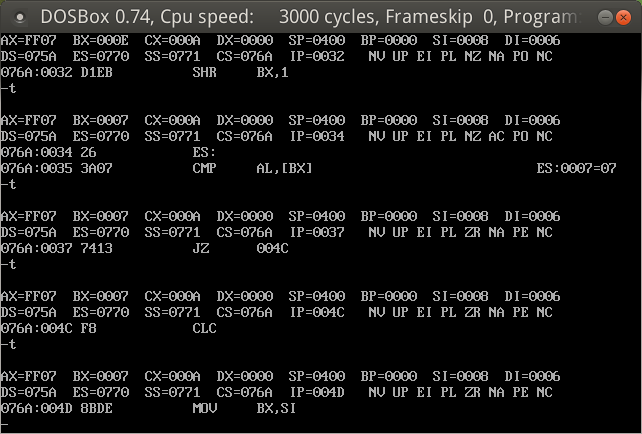 DOSBox 0.74, Cpu speed: 3000 cycles, Frameskip 0, Program
AX=FF07 BX=000E CX=000A DX=0000 SP=0400 BP=0000 SI=0008 DI=0006
DS=075A ES=0770 SS=0771 CS=076A IP=0032 NV UP EI PL NZ NA PO NC
076A:0032 D1EB SHR BX,1
-t
AX=FF07 BX=0007 CX=000A DX=0000 SP=0400 BP=0000 SI=0008 DI=0006
DS=075A ES=0770 SS=0771 CS=076A IP=0034 NV UP EI PL NZ AC PO NC
076A:0034 26 ES:
076A:0035 3A07 CMP AL,[BX] ES:0007=07
-t
AX=FF07 BX=0007 CX=000A DX=0000 SP=0400 BP=0000 SI=0008 DI=0006
DS=075A ES=0770 SS=0771 CS=076A IP=0037 NV UP EI PL ZR NA PE NC
076A:0037 7413 JZ 004C
-t
AX=FF07 BX=0007 CX=000A DX=0000 SP=0400 BP=0000 SI=0008 DI=0006
DS=075A ES=0770 SS=0771 CS=076A IP=004C NV UP EI PL ZR NA PE NC
076A:004C F8 CLC
-t
AX=FF07 BX=0007 CX=000A DX=0000 SP=0400 BP=0000 SI=0008 DI=0006
DS=075A ES=0770 SS=0771 CS=076A IP=004D NV UP EI PL ZR NA PE NC
076A:004D 8BDE MOV BX,SI
-